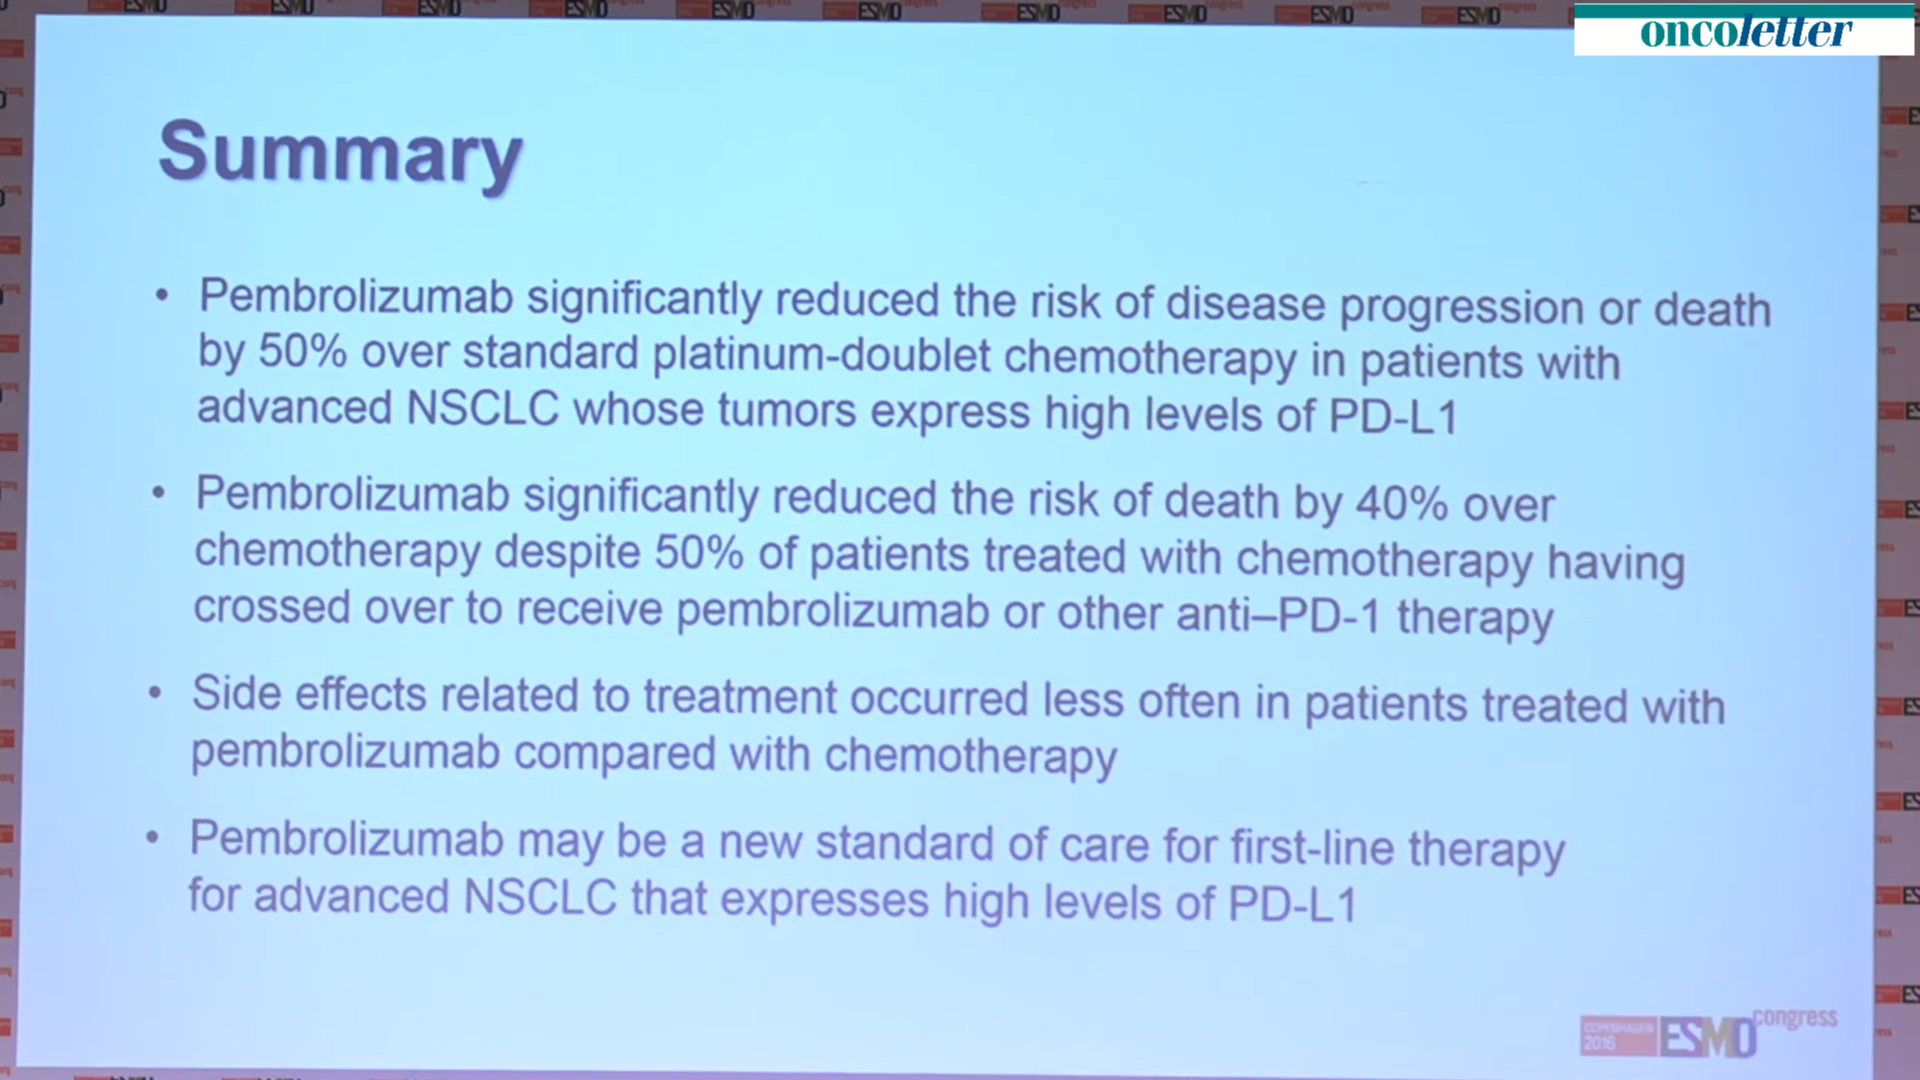 oncoletter
Summary
• Pembrolizumab significantly reduced the risk of disease progression or death
by 50% over standard platinum-doublet chemotherapy in patients with
advanced NSCLC whose tumors express high levels of PD-L1
• Pembrolizumab significantly reduced the risk of death by 40% over
chemotherapy despite 50% of patients treated with chemotherapy having
crossed over to receive pembrolizumab or other anti–PD-1 therapy
• Side effects related to treatment occurred less often in patients treated with
pembrolizumab compared with chemotherapy
• Pembrolizumab may be a new standard of care for first-line therapy
for advanced NSCLC that expresses high levels of PD-L1
COPENHAGEN
2016
ESMO congress